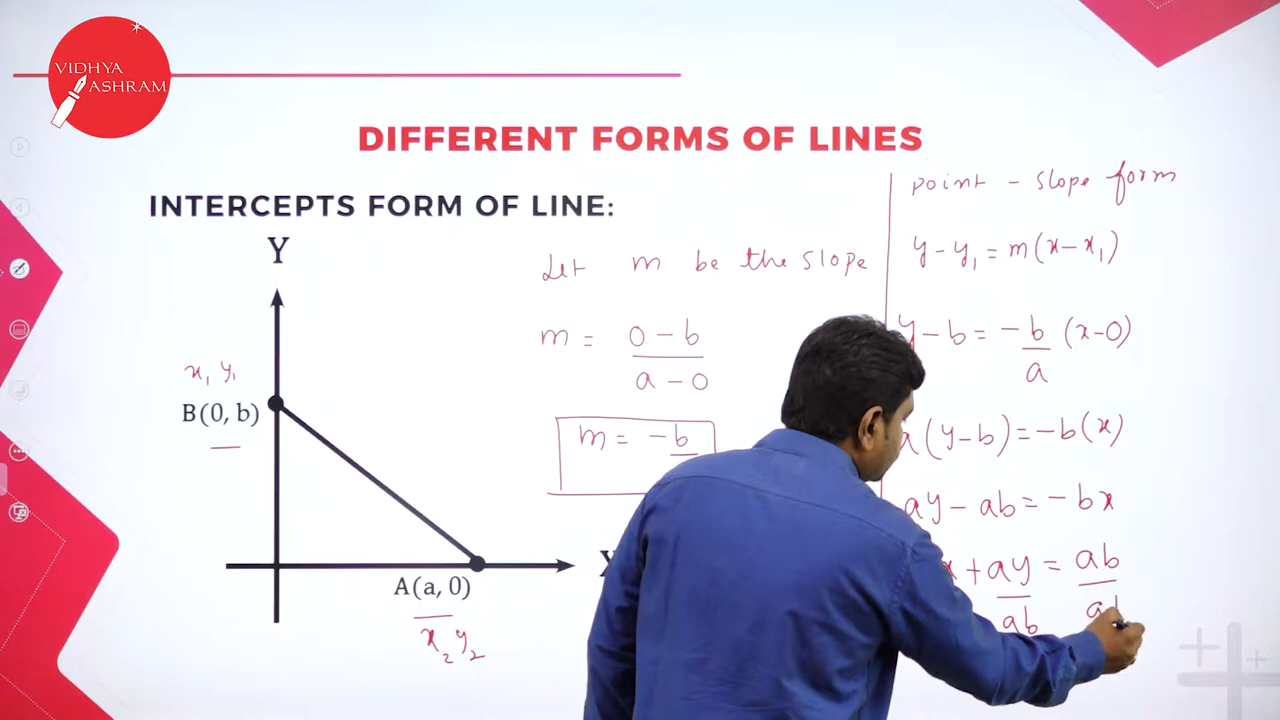 VIDHYA
ASHRAM
DIFFERENT FORMS OF LINES
INTERCEPTS FORM OF LINE:
Y
x₁ y₁
B(0, b)
A(a, 0)
x₂ y₂
Let m be the slope
m = 0 - b
a - 0
m = -b
point - slope form
y - y₁ = m(x - x₁)
y - b = -b (x-0)
a
a(y-b) = -b(x)
ay - ab = -bx
x + ay = ab
ab